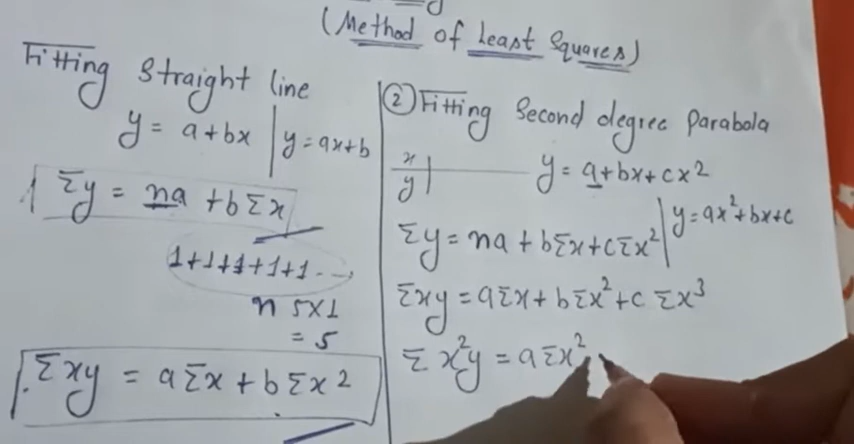 (Method of Least Squares)
Fitting Straight line
y = a+bx | y=ax+b
Σy = na + bΣx
1+1+1+1+1...
1x5 n
= 5
Σxy = aΣx + bΣx²
② Fitting Second degree Parabola
x
y
y = a+bx+cx²
Σy = na + bΣx+cΣx² | y=ax²+bx+c
Σxy = aΣx+bΣx²+c Σx³
Σx²y = aΣx²